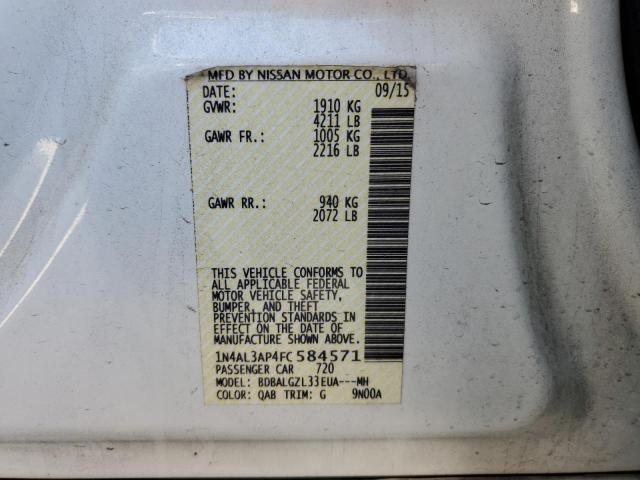 MFD BY NISSAN MOTOR CO., LTD.
DATE: 09/15
GVWR: 1910 KG
4211 LB
GAWR FR.: 1005 KG
2216 LB
GAWR RR.: 940 KG
2072 LB
THIS VEHICLE CONFORMS TO
ALL APPLICABLE FEDERAL
MOTOR VEHICLE SAFETY,
BUMPER, AND THEFT
PREVENTION STANDARDS IN
EFFECT ON THE DATE OF
MANUFACTURE SHOWN ABOVE.
1N4AL3AP4FC584571
PASSENGER CAR 720
MODEL: BDBALGZL33EUA---MH
COLOR: QAB TRIM: G 9N00A